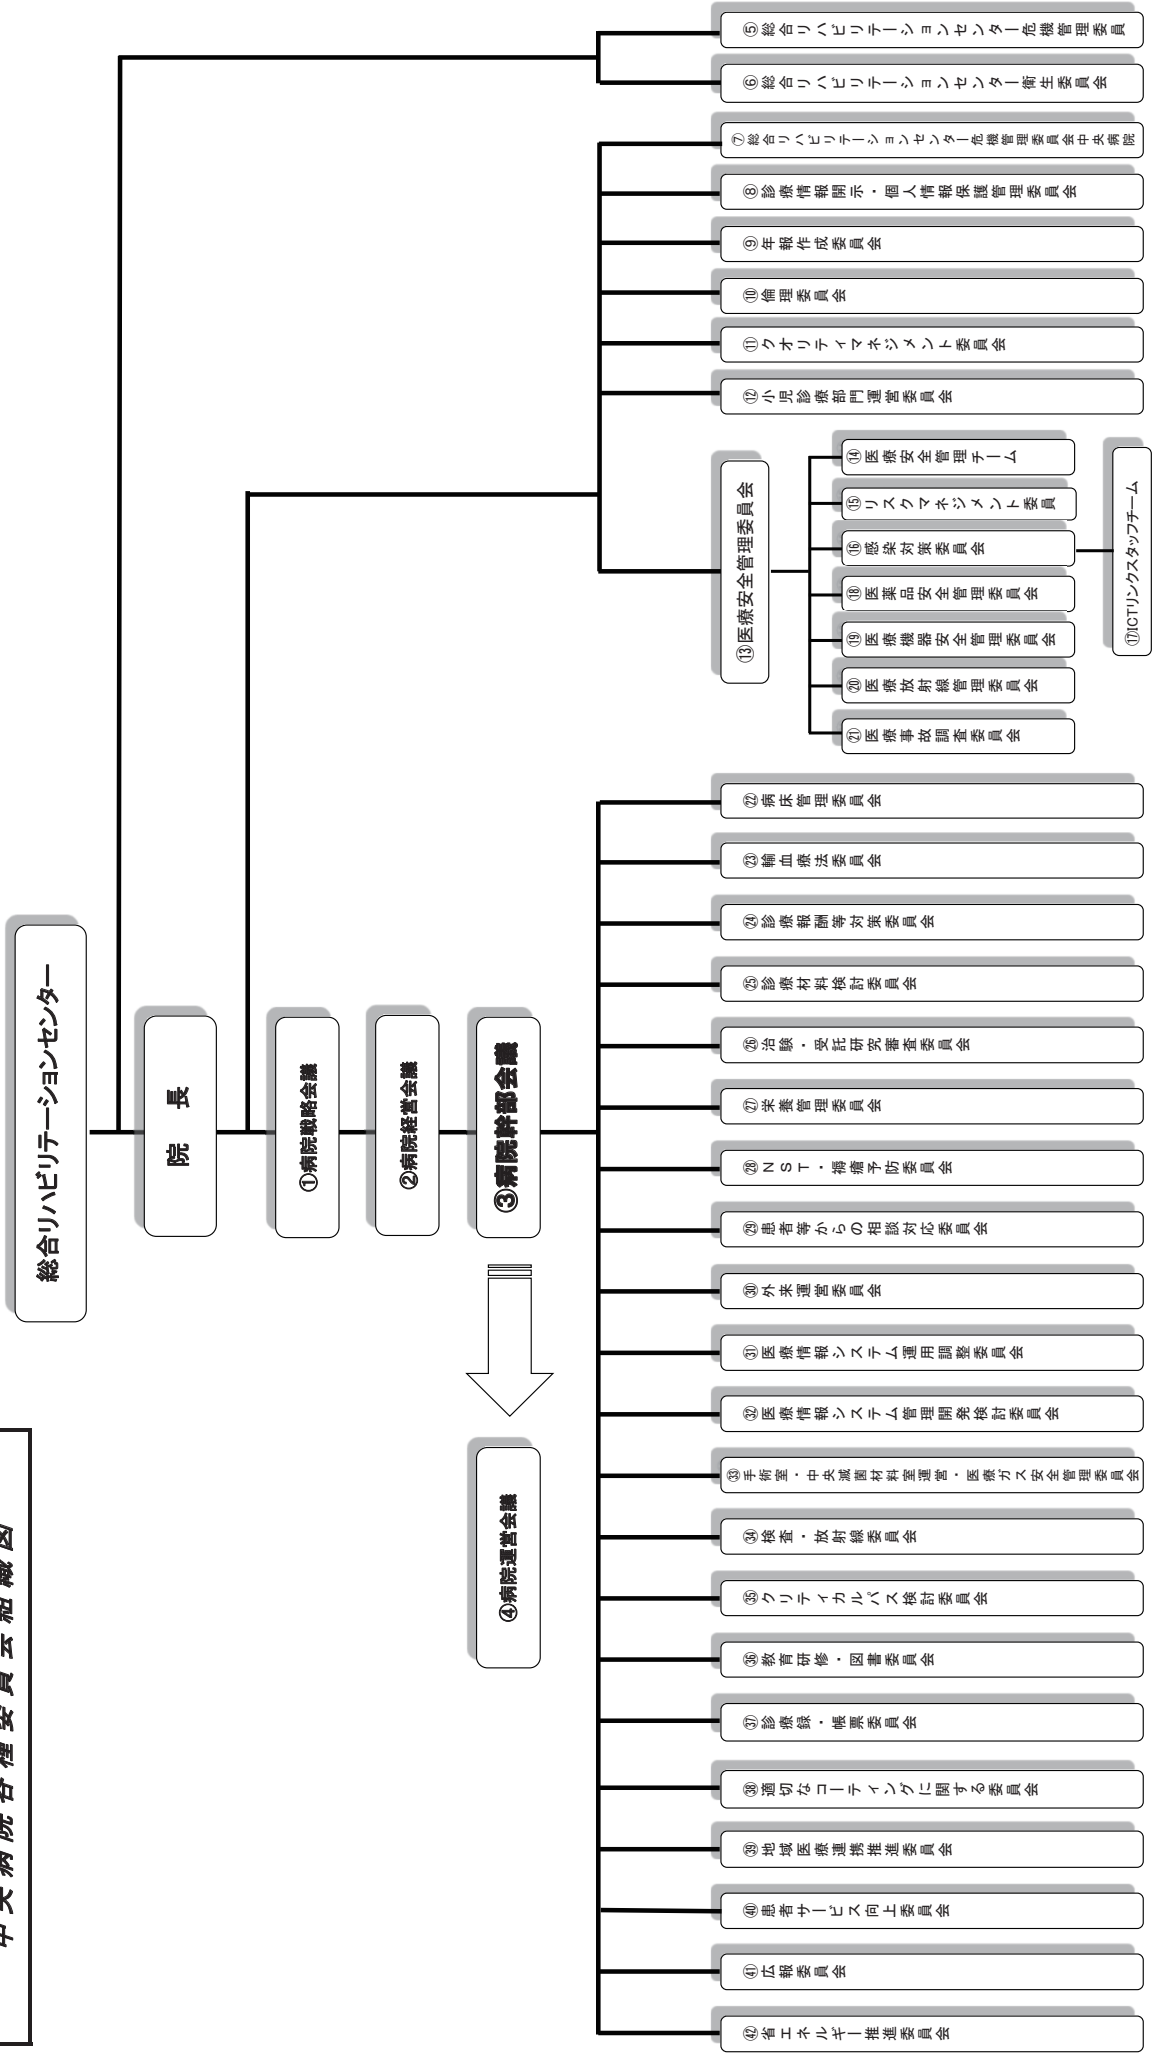 中央病院各種委員会組織図
総合リハビリテーションセンター
院　長
①病院戦略会議
②病院経営会議
③病院幹部会議
④病院運営会議
⑤総合リハビリテーションセンター危機管理委員
⑥総合リハビリテーションセンター衛生委員会
⑦総合リハビリテーションセンター危機管理委員会中央病院
⑧診療情報開示・個人情報保護管理委員会
⑨年報作成委員会
⑩倫理委員会
⑪クオリティマネジメント委員会
⑫小児診療部門運営委員会
⑬医療安全管理委員会
⑭医療安全管理チーム
⑮リスクマネジメント委員
⑯感染対策委員会
⑰ICTリンクスタッフチーム
⑱医薬品安全管理委員会
⑲医療機器安全管理委員会
⑳医療放射線管理委員会
㉑医療事故調査委員会
㉒病床管理委員会
㉓輸血療法委員会
㉔診療報酬等対策委員会
㉕診療材料検討委員会
㉖治験・受託研究審査委員会
㉗栄養管理委員会
㉘NST・褥瘡予防委員会
㉙患者等からの相談対応委員会
㉚外来運営委員会
㉛医療情報システム運用調整委員会
㉜医療情報システム管理開発検討委員会
㉝手術室・中央滅菌材料室運営・医療ガス安全管理委員会
㉞検査・放射線委員会
㉟クリティカルパス検討委員会
㊱教育研修・図書委員会
㊲診療録・帳票委員会
㊳適切なコーティングに関する委員会
㊴地域医療連携推進委員会
㊵患者サービス向上委員会
㊶広報委員会
㊷省エネルギー推進委員会